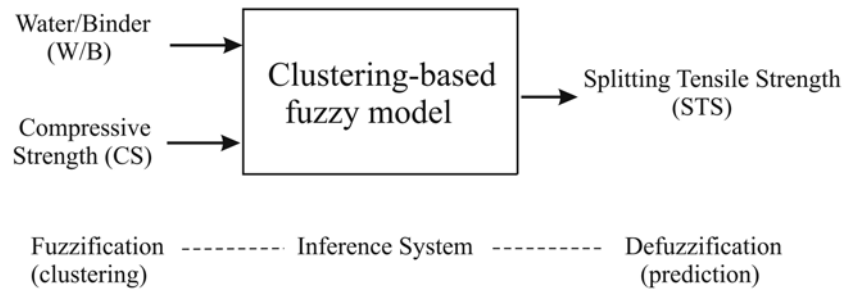 Water/Binder
(W/B)
Clustering-based
fuzzy model
Splitting Tensile Strength
(STS)
Compressive
Strength (CS)
Fuzzification
(clustering)
Inference System
Defuzzification
(prediction)